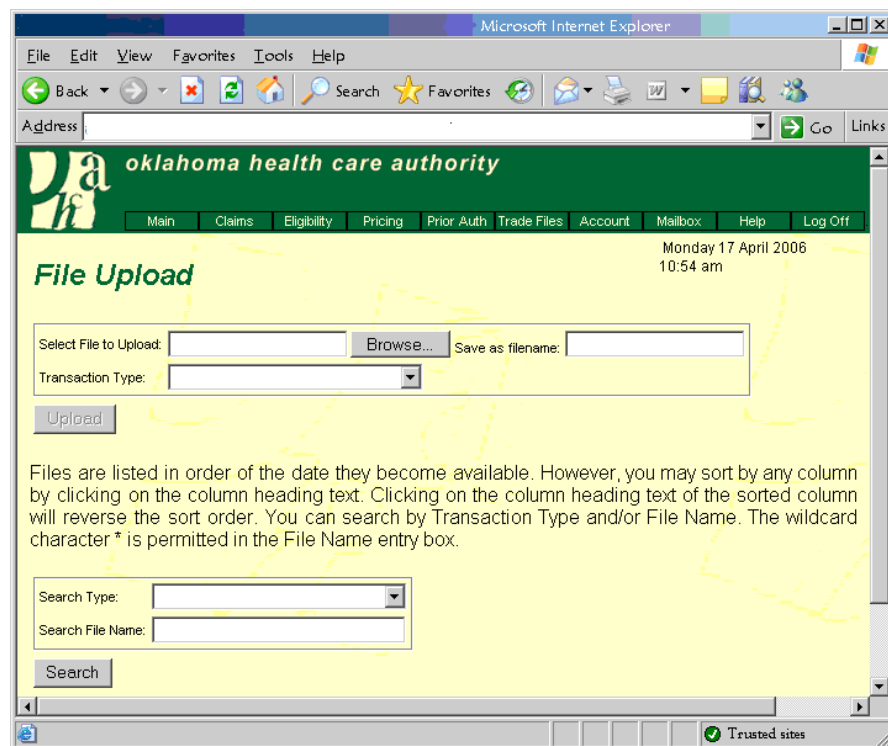 Microsoft Internet Explorer
File Edit View Favorites Tools Help
Back Search Favorites
Address Go Links
oklahoma health care authority
Main Claims Eligibility Pricing Prior Auth Trade Files Account Mailbox Help Log Off
Monday 17 April 2006
10:54 am
File Upload
Select File to Upload: Browse... Save as filename:
Transaction Type:
Upload
Files are listed in order of the date they become available. However, you may sort by any column
by clicking on the column heading text. Clicking on the column heading text of the sorted column
will reverse the sort order. You can search by Transaction Type and/or File Name. The wildcard
character * is permitted in the File Name entry box.
Search Type:
Search File Name:
Search
Trusted sites